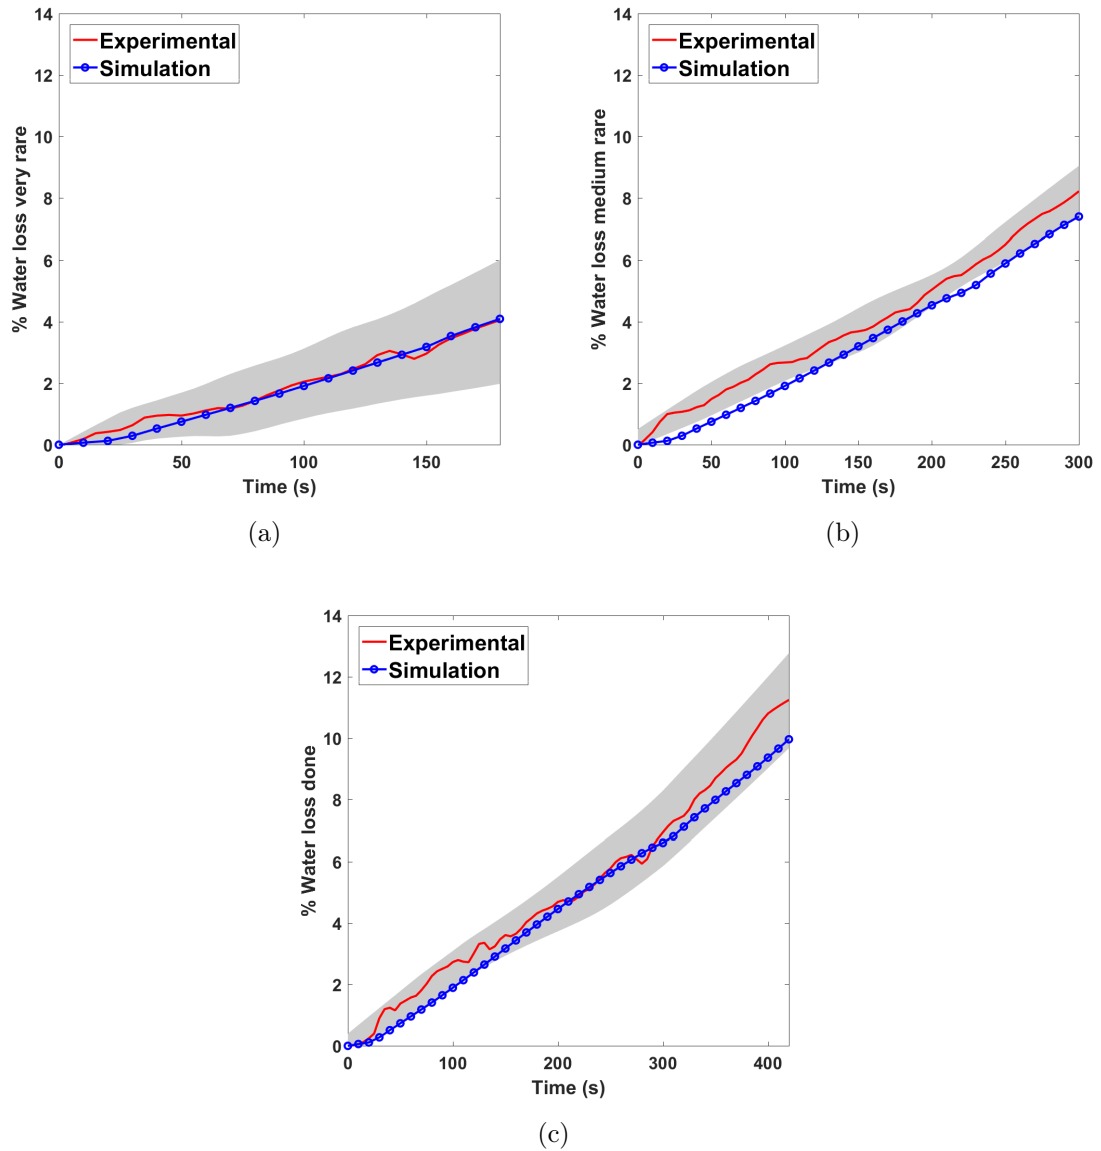 14
12
10
8
6
4
2
0
% Water loss very rare
Experimental
Simulation
0
50
100
150
Time (s)
(a)
14
12
10
8
6
4
2
0
% Water loss medium rare
Experimental
Simulation
0
50
100
150
200
250
300
Time (s)
(b)
14
12
10
8
6
4
2
0
% Water loss done
Experimental
Simulation
0
100
200
300
400
Time (s)
(c)